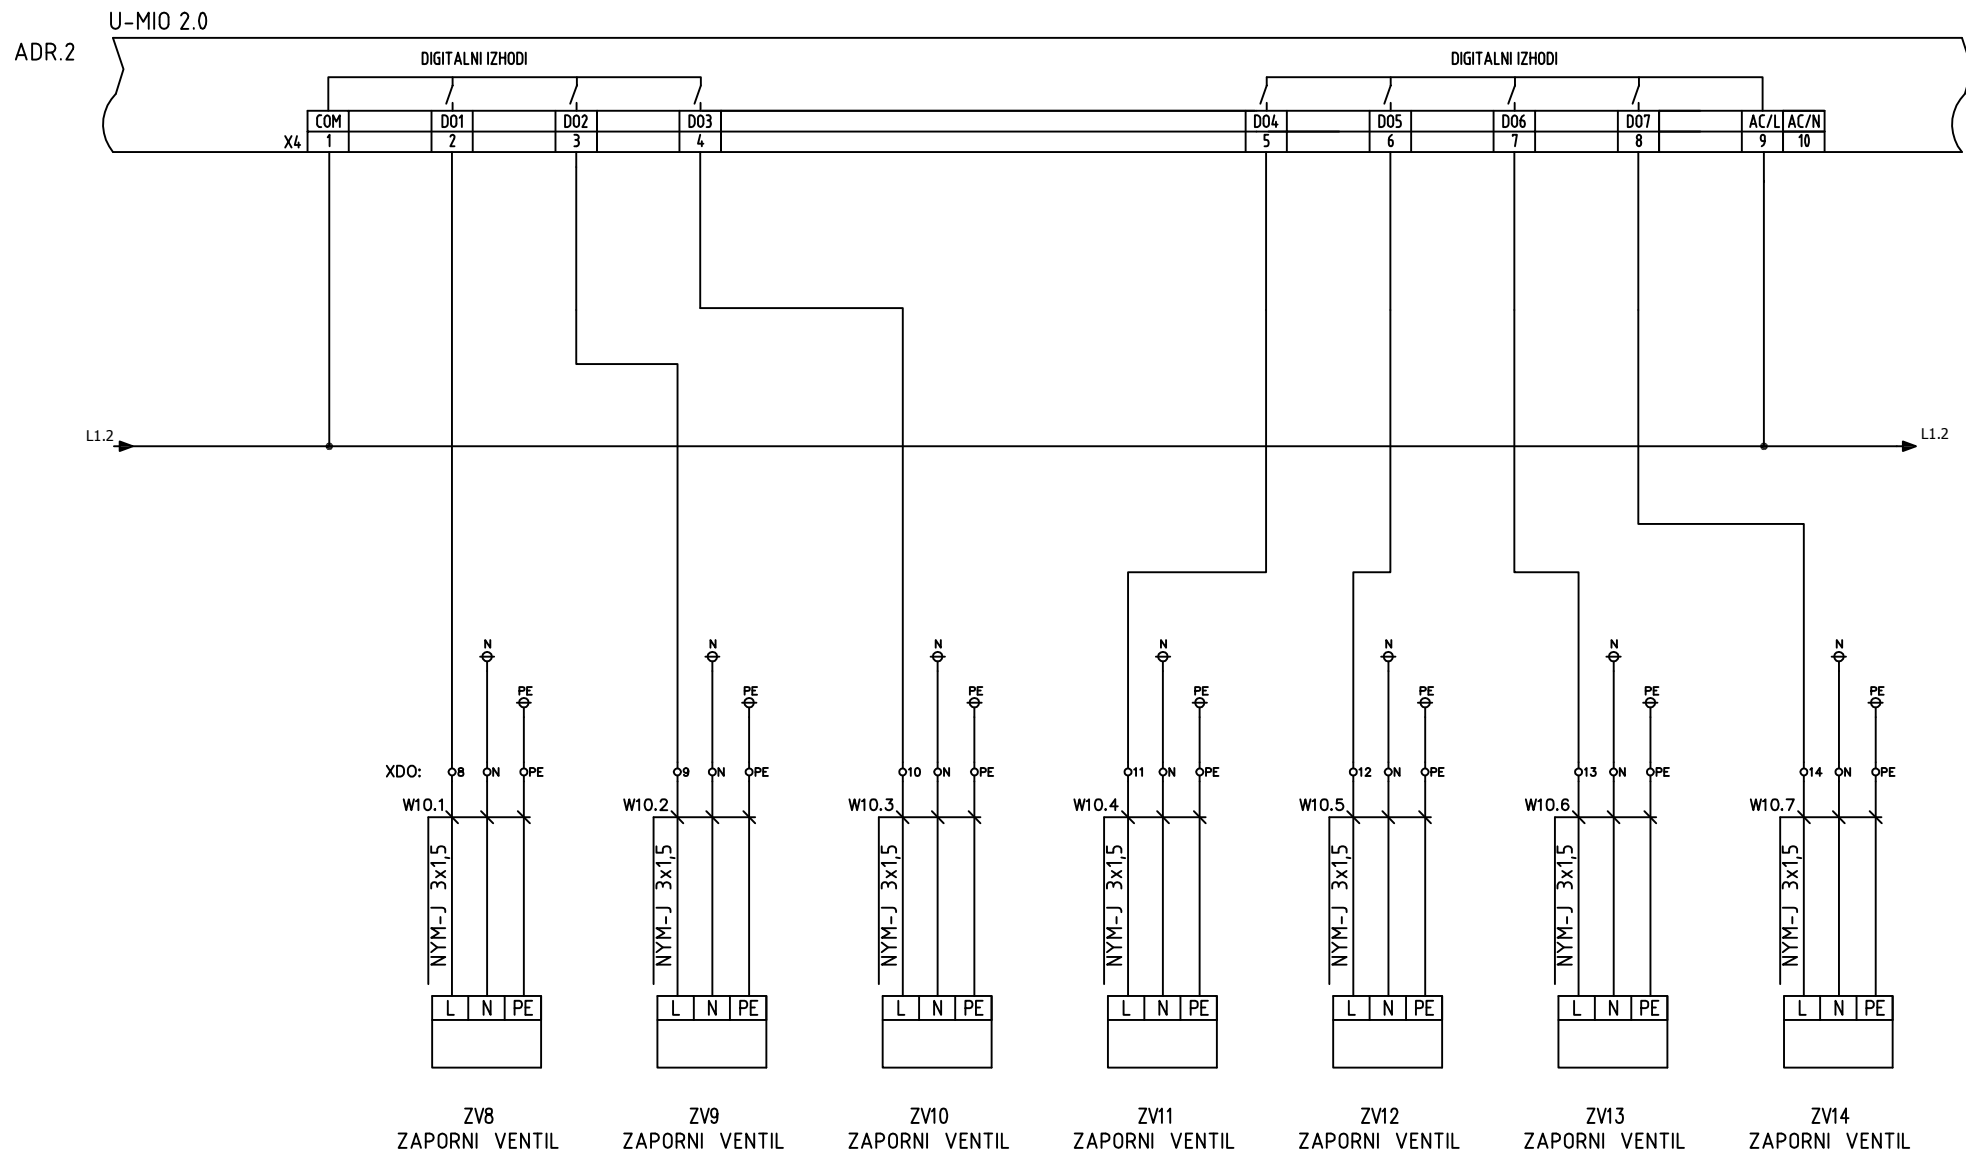 U-MIO 2.0
ADR.2
DIGITALNI IZHODI DIGITALNI IZHODI
COM DO1 DO2 DO3 DO4 DO5 DO6 DO7 AC/L AC/N
X4 1 2 3 4 5 6 7 8 9 10
L1.2 L1.2
N N N N N N N
PE PE PE PE PE PE PE
XDO: 8 N PE 9 N PE 10 N PE 11 N PE 12 N PE 13 N PE 14 N PE
W10.1 W10.2 W10.3 W10.4 W10.5 W10.6 W10.7
NYM-J 3x1,5 NYM-J 3x1,5 NYM-J 3x1,5 NYM-J 3x1,5 NYM-J 3x1,5 NYM-J 3x1,5 NYM-J 3x1,5
L N PE L N PE L N PE L N PE L N PE L N PE L N PE
ZV8 ZV9 ZV10 ZV11 ZV12 ZV13 ZV14
ZAPORNI VENTIL ZAPORNI VENTIL ZAPORNI VENTIL ZAPORNI VENTIL ZAPORNI VENTIL ZAPORNI VENTIL ZAPORNI VENTIL